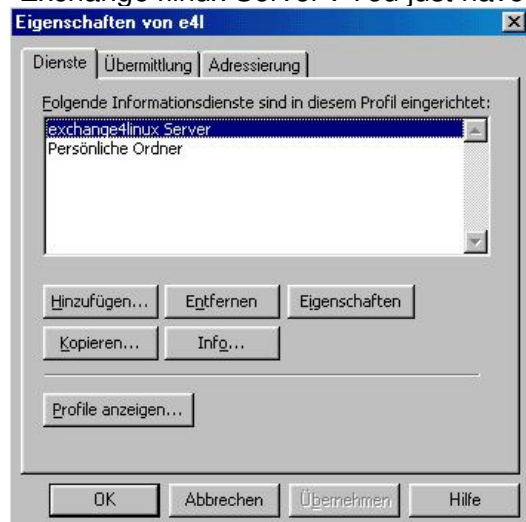 Exchange4linux Server . You just have
Eigenschaften von e4l
Dienste Übermittlung Adressierung
Folgende Informationsdienste sind in diesem Profil eingerichtet:
exchange4linux Server
Persönliche Ordner
Hinzufügen... Entfernen Eigenschaften
Kopieren... Info...
Profile anzeigen...
OK Abbrechen Übernehmen Hilfe